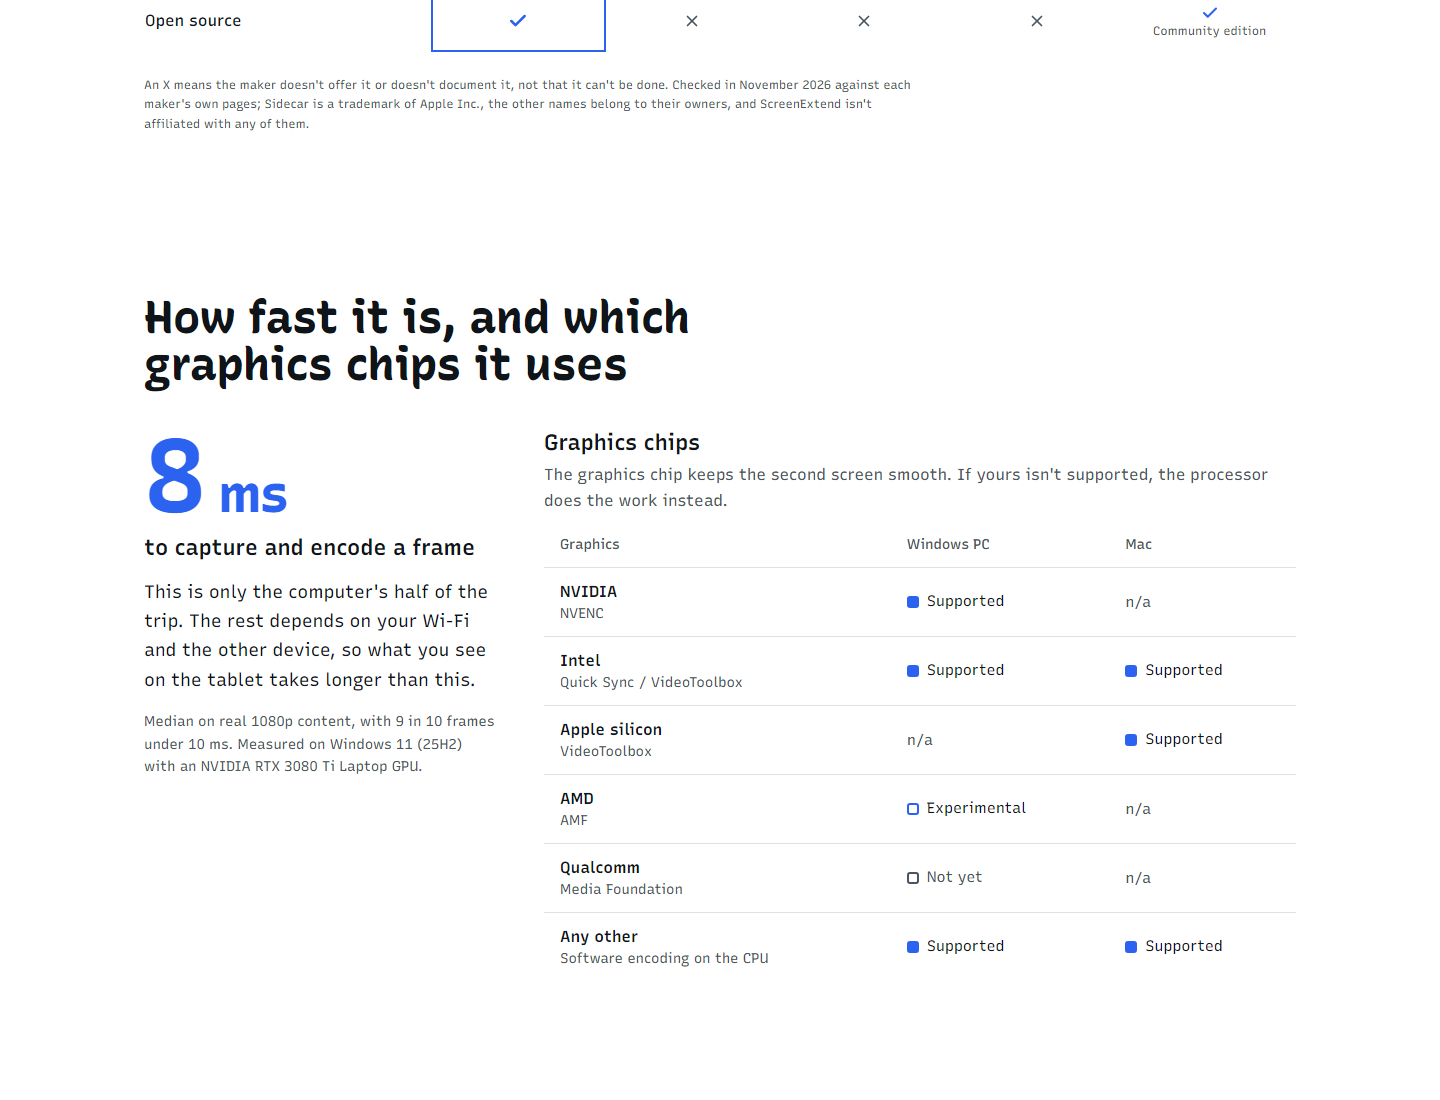 Open source
Community edition
An X means the maker doesn't offer it or doesn't document it, not that it can't be done. Checked in November 2026 against each
maker's own pages; Sidecar is a trademark of Apple Inc., the other names belong to their owners, and ScreenExtend isn't
affiliated with any of them.
How fast it is, and which
graphics chips it uses
8 ms
to capture and encode a frame
This is only the computer's half of the
trip. The rest depends on your Wi-Fi
and the other device, so what you see
on the tablet takes longer than this.
Median on real 1080p content, with 9 in 10 frames
under 10 ms. Measured on Windows 11 (25H2)
with an NVIDIA RTX 3080 Ti Laptop GPU.
Graphics chips
The graphics chip keeps the second screen smooth. If yours isn't supported, the processor
does the work instead.
Graphics Windows PC Mac
NVIDIA
NVENC
Supported n/a
Intel
Quick Sync / VideoToolbox
Supported Supported
Apple silicon
VideoToolbox
n/a Supported
AMD
AMF
Experimental n/a
Qualcomm
Media Foundation
Not yet n/a
Any other
Software encoding on the CPU
Supported Supported